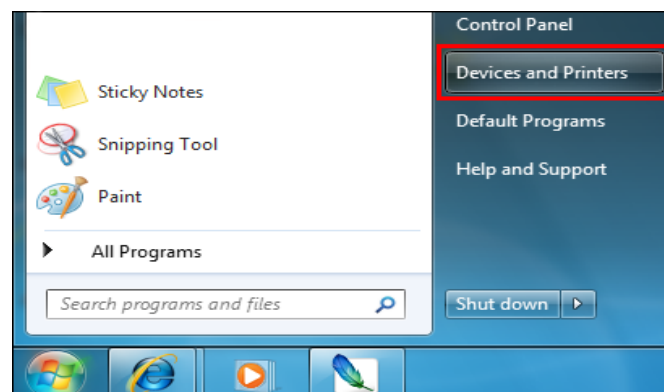 Sticky Notes
Snipping Tool
Paint
All Programs
Search programs and files
Control Panel
Devices and Printers
Default Programs
Help and Support
Shut down